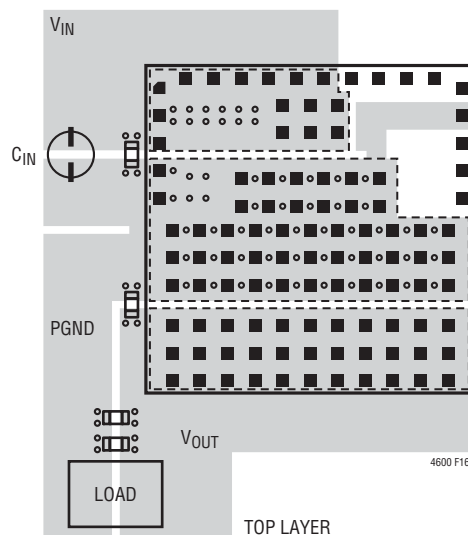 VIN
CIN
PGND
VOUT
4600 F16
LOAD
TOP LAYER